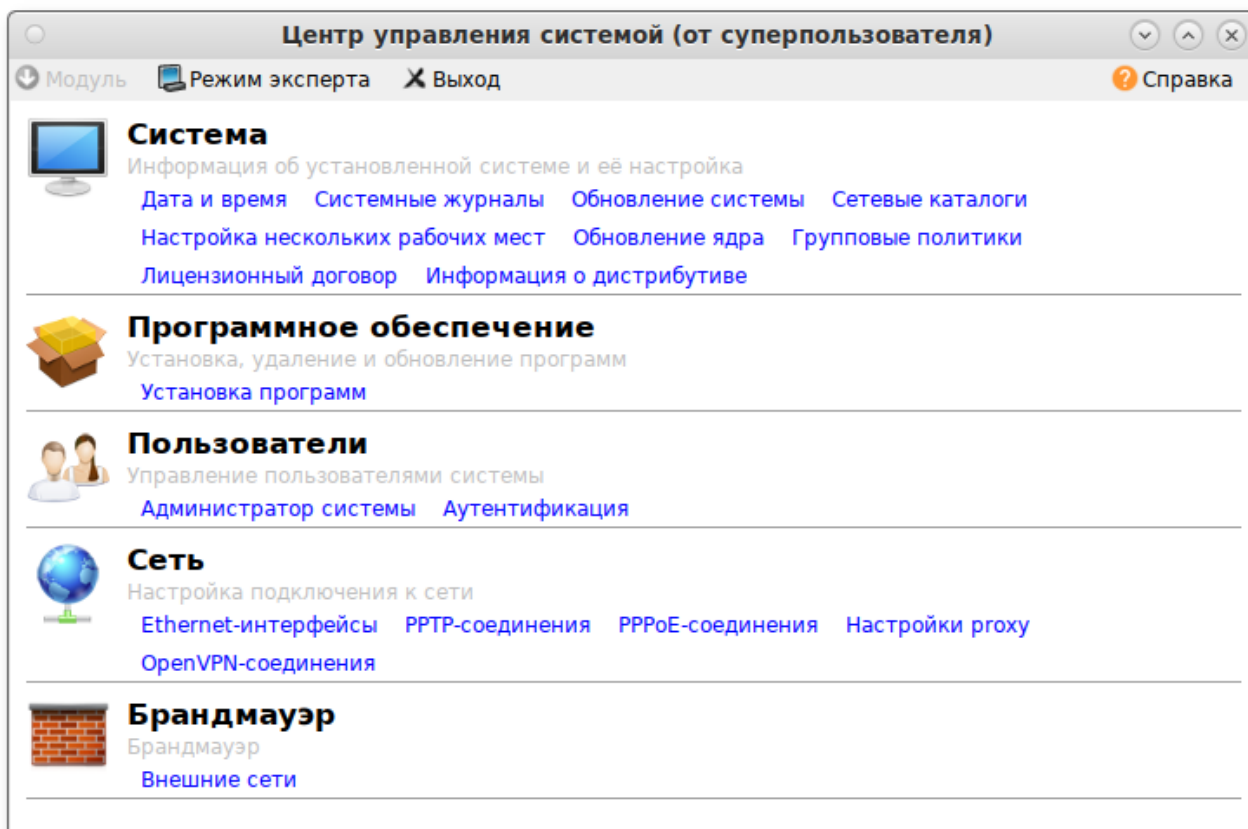 Центр управления системой (от суперпользователя)
Модуль Режим эксперта Выход Справка
Система
Информация об установленной системе и её настройка
Дата и время Системные журналы Обновление системы Сетевые каталоги
Настройка нескольких рабочих мест Обновление ядра Групповые политики
Лицензионный договор Информация о дистрибутиве
Программное обеспечение
Установка, удаление и обновление программ
Установка программ
Пользователи
Управление пользователями системы
Администратор системы Аутентификация
Сеть
Настройка подключения к сети
Ethernet-интерфейсы PPTP-соединения PPPoE-соединения Настройки proxy
OpenVPN-соединения
Брандмауэр
Брандмауэр
Внешние сети